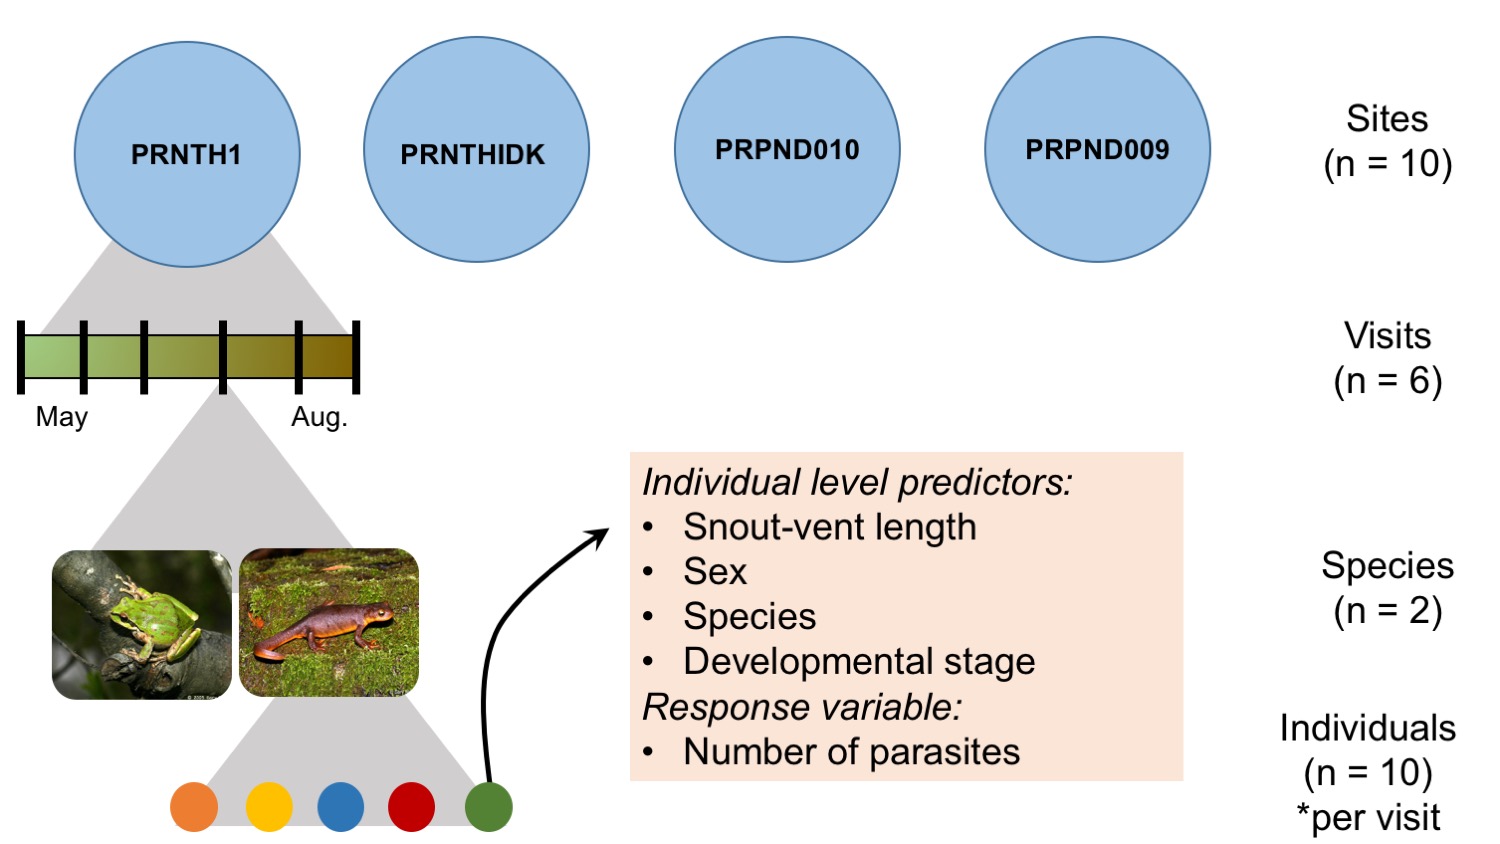 PRNTH1
PRNTHIDK
PRPND010
PRPND009
Sites
(n = 10)
Visits
(n = 6)
May
Aug.
Individual level predictors:
• Snout-vent length
• Sex
• Species
• Developmental stage
Response variable:
• Number of parasites
Species
(n = 2)
Individuals
(n = 10)
*per visit